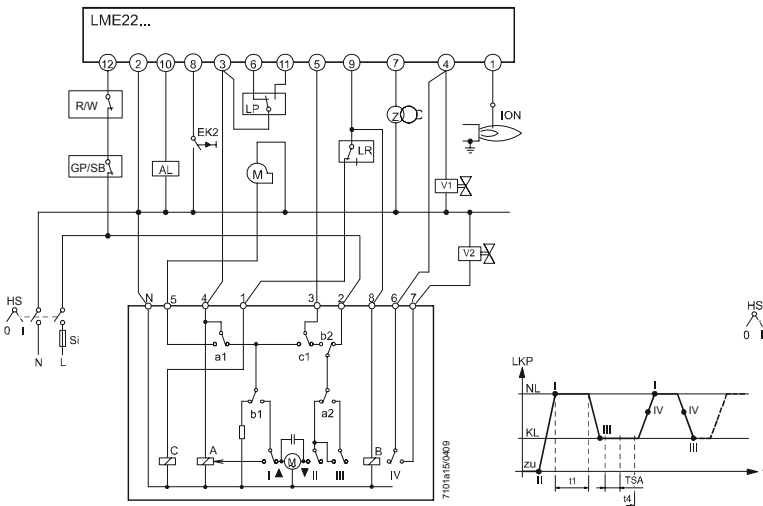 LME22...
12 2 10 8 3 6 11 5 9 7 4 1
R/W
LP
Z
ION
EK2
GP/SB
AL
M
LR
V1
V2
HS
0 I
Si
N L
N 5 4 1 3 2 8 6 7
a1
c1
b2
b1
a2
C
A
I
M
II
III
B
IV
7101a15/0409
HS
0 I
LKP
NL
I
I
IV
IV
KL
III
III
zu
II
t1
TSA
t4